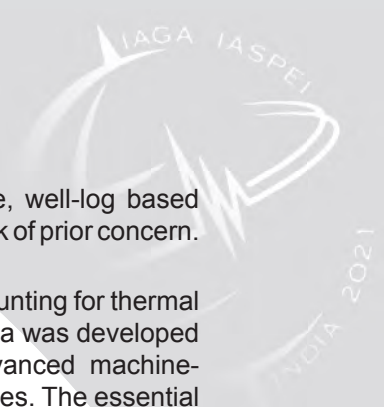 IAGA IASPEI
INDIA 2021
e, well-log based
k of prior concern.
unting for thermal
a was developed
vanced machine-
es. The essential